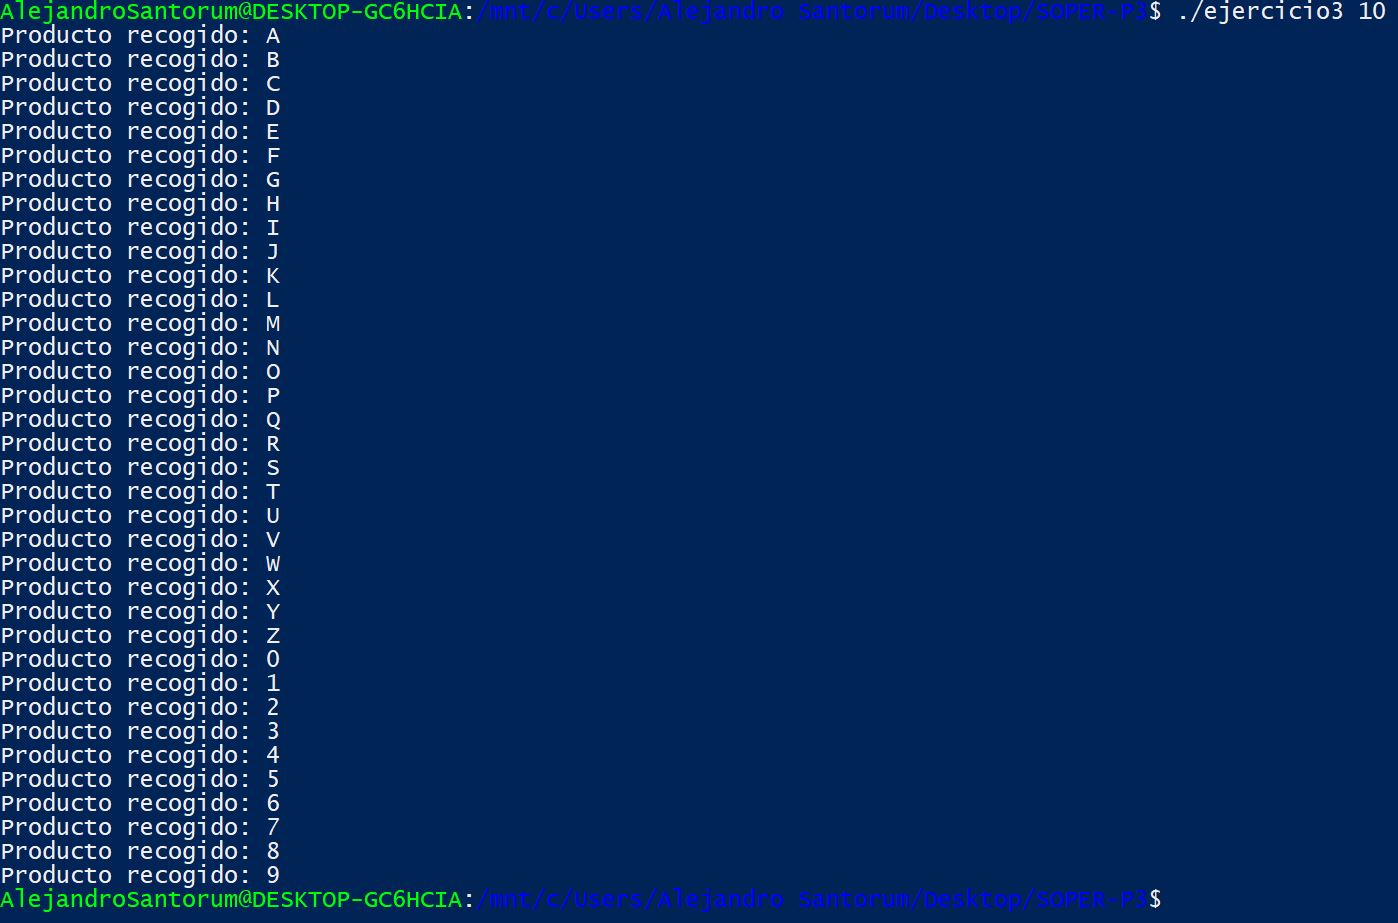 AlejandroSantorum@DESKTOP-GC6HCIA:/mnt/c/Users/Alejandro Santorum/Desktop/SOPER-P3$ ./ejercicio3 10
Producto recogido: A
Producto recogido: B
Producto recogido: C
Producto recogido: D
Producto recogido: E
Producto recogido: F
Producto recogido: G
Producto recogido: H
Producto recogido: I
Producto recogido: J
Producto recogido: K
Producto recogido: L
Producto recogido: M
Producto recogido: N
Producto recogido: O
Producto recogido: P
Producto recogido: Q
Producto recogido: R
Producto recogido: S
Producto recogido: T
Producto recogido: U
Producto recogido: V
Producto recogido: W
Producto recogido: X
Producto recogido: Y
Producto recogido: Z
Producto recogido: 0
Producto recogido: 1
Producto recogido: 2
Producto recogido: 3
Producto recogido: 4
Producto recogido: 5
Producto recogido: 6
Producto recogido: 7
Producto recogido: 8
Producto recogido: 9
AlejandroSantorum@DESKTOP-GC6HCIA:/mnt/c/Users/Alejandro Santorum/Desktop/SOPER-P3$